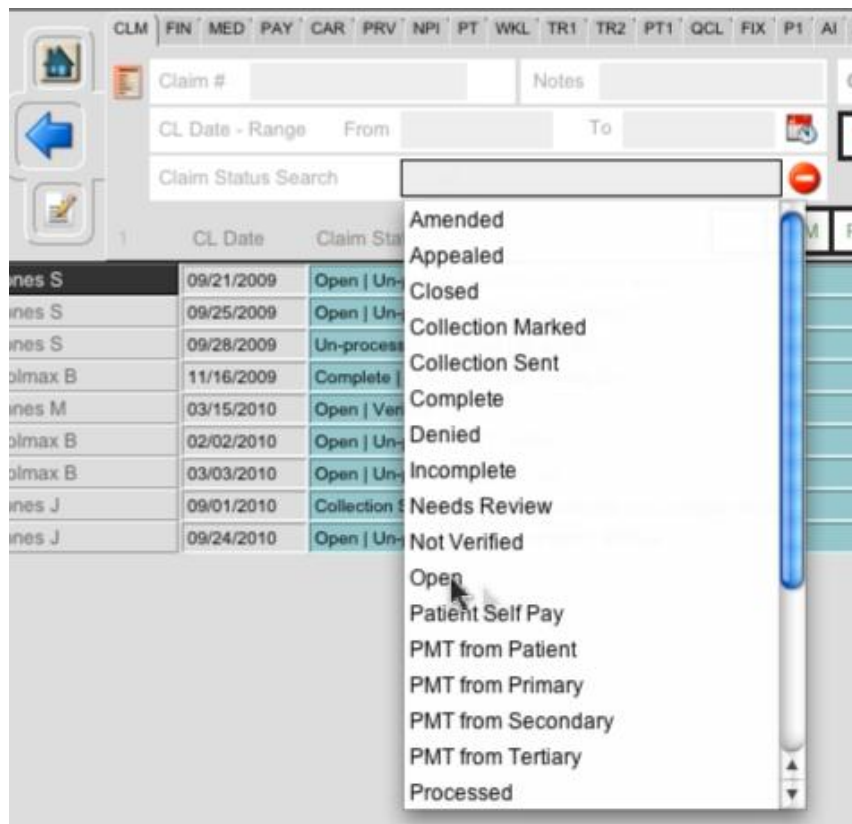 CLM FIN MED PAY CAR PRV NPI PT WKL TR1 TR2 PT1 QCL FIX P1 AI
Claim # Notes
CL Date - Range From To
Claim Status Search
1 CL Date Claim Sta M
nes S 09/21/2009 Open | Un-
nes S 09/25/2009 Open | Un-
nes S 09/28/2009 Un-process
olmax B 11/16/2009 Complete |
nes M 03/15/2010 Open | Ver
olmax B 02/02/2010 Open | Un-
olmax B 03/03/2010 Open | Un-
nes J 09/01/2010 Collection S
nes J 09/24/2010 Open | Un-
Amended
Appealed
Closed
Collection Marked
Collection Sent
Complete
Denied
Incomplete
Needs Review
Not Verified
Open
Patient Self Pay
PMT from Patient
PMT from Primary
PMT from Secondary
PMT from Tertiary
Processed